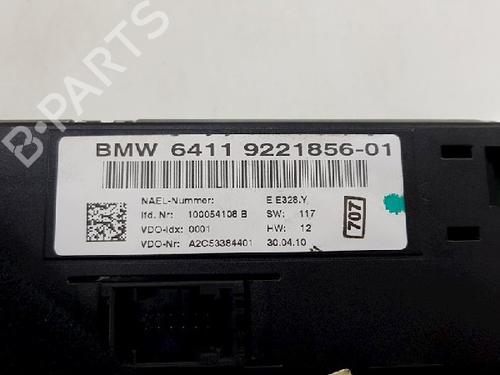 B-PARTS
BMW 6411 9221856-01
NAEL-Nummer: E E328.Y
lfd. Nr: 100054108 B SW: 117
VDO-Idx: 0001 HW: 12
VDO-Nr: A2C53384401 30.04.10
707